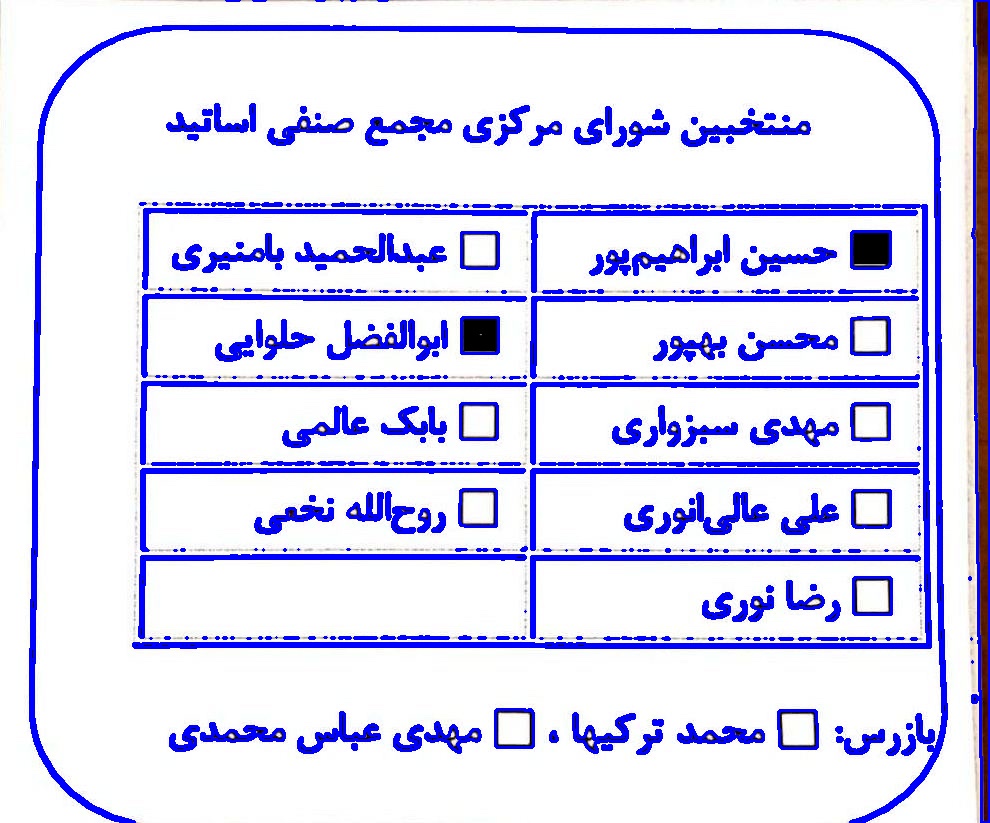 منتخبین شورای مرکزی مجمع صنفی اساتید
حسین ابراهیم‌پور عبدالحمید بامنیری
محسن بهپور ابوالفضل حلوایی
مهدی سبزواری بابک عالمی
علی عالی‌انوری روح‌الله نخعی
رضا نوری
بازرس: محمد ترکیها ، مهدی عباس محمدی